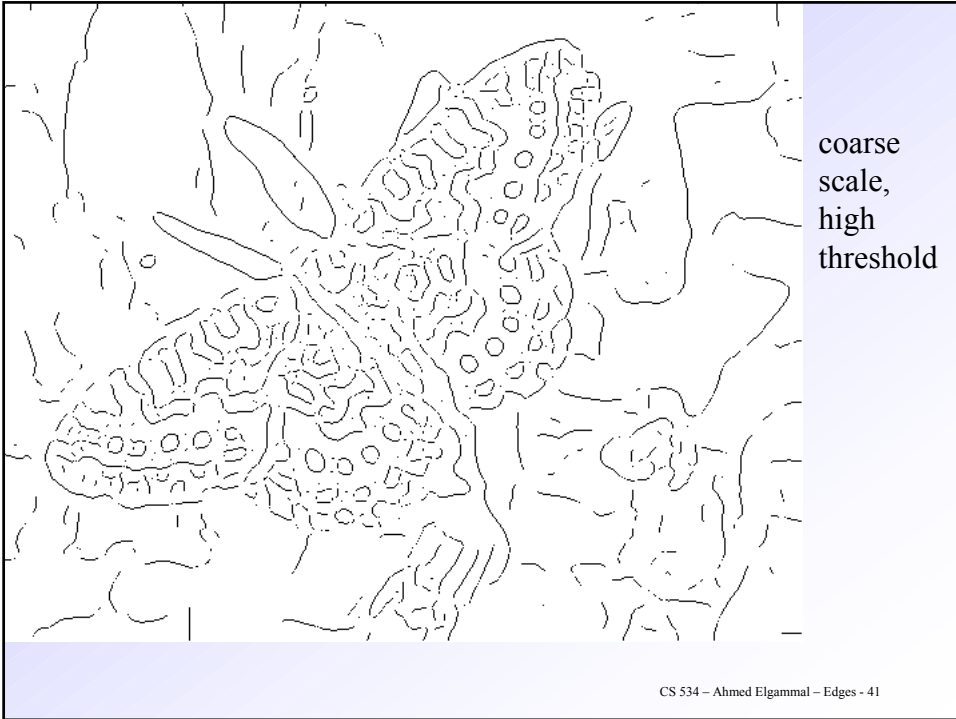 coarse
scale,
high
threshold
CS 534 – Ahmed Elgammal – Edges - 41